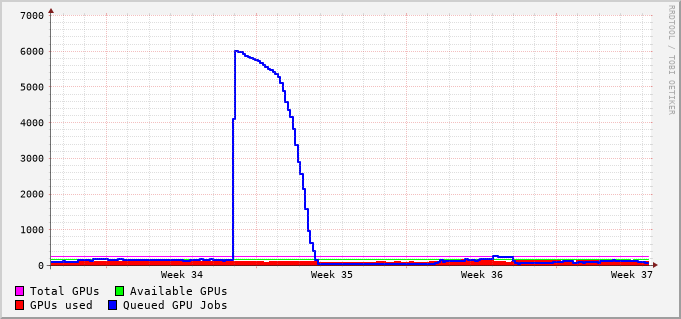 7000
6000
5000
4000
3000
2000
1000
0
Week 34 Week 35 Week 36 Week 37
Total GPUs Available GPUs
GPUs used Queued GPU Jobs
RRDTOOL / TOBI OETIKER